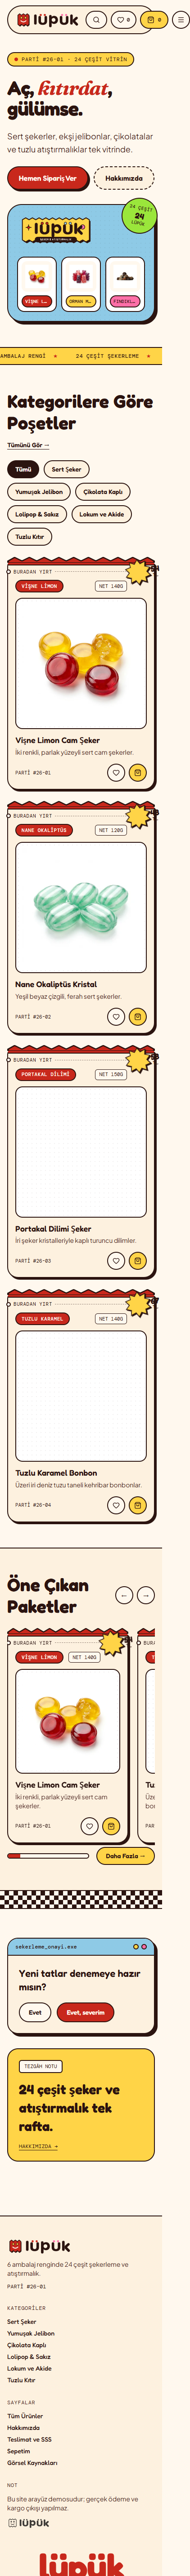 lüpük
0
0
PARTİ #26-01 · 24 ÇEŞİT VİTRİN
Aç, kıtırdat,
gülümse.
Sert şekerler, ekşi jelibonlar, çikolatalar
ve tuzlu atıştırmalıklar tek vitrinde.
Hemen Sipariş Ver
Hakkımızda
24 ÇEŞİT
24
LÜPÜK
lüpük
VİŞNE L…
ORMAN M…
FINDIKL…
AMBALAJ RENGİ
24 ÇEŞİT ŞEKERLEME
Kategorilere Göre
Poşetler
Tümünü Gör →
Tümü
Sert Şeker
Yumuşak Jelibon
Çikolata Kaplı
Lolipop & Sakız
Lokum ve Akide
Tuzlu Kıtır
BURADAN YIRT
VİŞNE LİMON
NET 140G
Vişne Limon Cam Şeker
İki renkli, parlak yüzeyli sert cam şekerler.
PARTİ #26-01
BURADAN YIRT
NANE OKALİPTÜS
NET 120G
Nane Okaliptüs Kristal
Yeşil beyaz çizgili, ferah sert şekerler.
PARTİ #26-02
BURADAN YIRT
PORTAKAL DİLİMİ
NET 150G
Portakal Dilimi Şeker
İri şeker kristalleriyle kaplı turuncu dilimler.
PARTİ #26-03
BURADAN YIRT
TUZLU KARAMEL
NET 140G
Tuzlu Karamel Bonbon
Üzeri iri deniz tuzu taneli kehribar bonbonlar.
PARTİ #26-04
Öne Çıkan
Paketler
← →
BURADAN YIRT
BURA
VİŞNE LİMON
NET 140G
Vişne Limon Cam Şeker
Tu
İki renkli, parlak yüzeyli sert cam
şekerler.
Üze
bor
PARTİ #26-01
PAR
Daha Fazla →
sekerleme_onayi.exe
Yeni tatlar denemeye hazır
mısın?
Evet
Evet, severim
TEZGÂH NOTU
24 çeşit şeker ve
atıştırmalık tek
rafta.
HAKKIMIZDA →
lüpük
6 ambalaj renginde 24 çeşit şekerleme ve
atıştırmalık.
PARTİ #26-01
KATEGORİLER
Sert Şeker
Yumuşak Jelibon
Çikolata Kaplı
Lolipop & Sakız
Lokum ve Akide
Tuzlu Kıtır
SAYFALAR
Tüm Ürünler
Hakkımızda
Teslimat ve SSS
Sepetim
Görsel Kaynakları
NOT
Bu site arayüz demosudur; gerçek ödeme ve
kargo çıkışı yapılmaz.
lüpük
lüpük